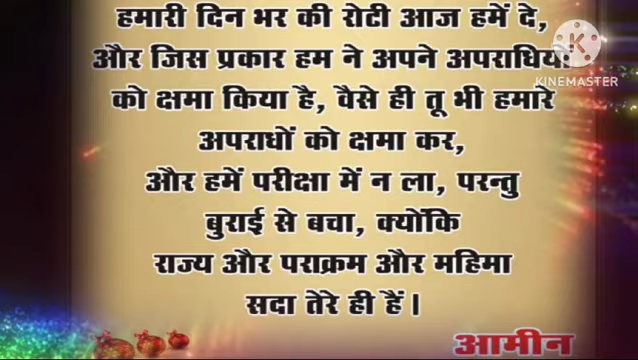 हमारी दिन भर की रोटी आज हमें दे,
और जिस प्रकार हम ने अपने अपराधियों
को क्षमा किया है, वैसे ही तू भी हमारे
अपराधों को क्षमा कर,
और हमें परीक्षा में न ला, परन्तु
बुराई से बचा, क्योंकि
राज्य और पराक्रम और महिमा
सदा तेरे ही हैं।
आमीन
K
KINEMASTER